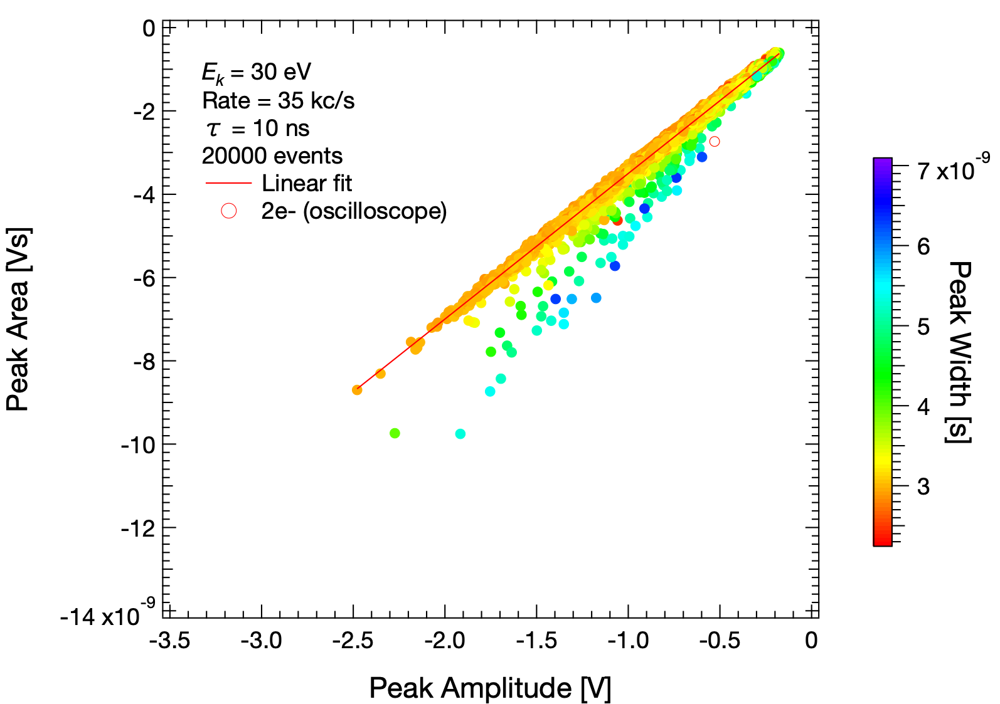 0
-2
-4
-6
-8
-10
-12
-14 x10-9
Peak Area [Vs]
Ek = 30 eV
Rate = 35 kc/s
τ = 10 ns
20000 events
Linear fit
2e- (oscilloscope)
-3.5 -3.0 -2.5 -2.0 -1.5 -1.0 -0.5 0
Peak Amplitude [V]
7 x10-9
6
5
4
3
Peak Width [s]